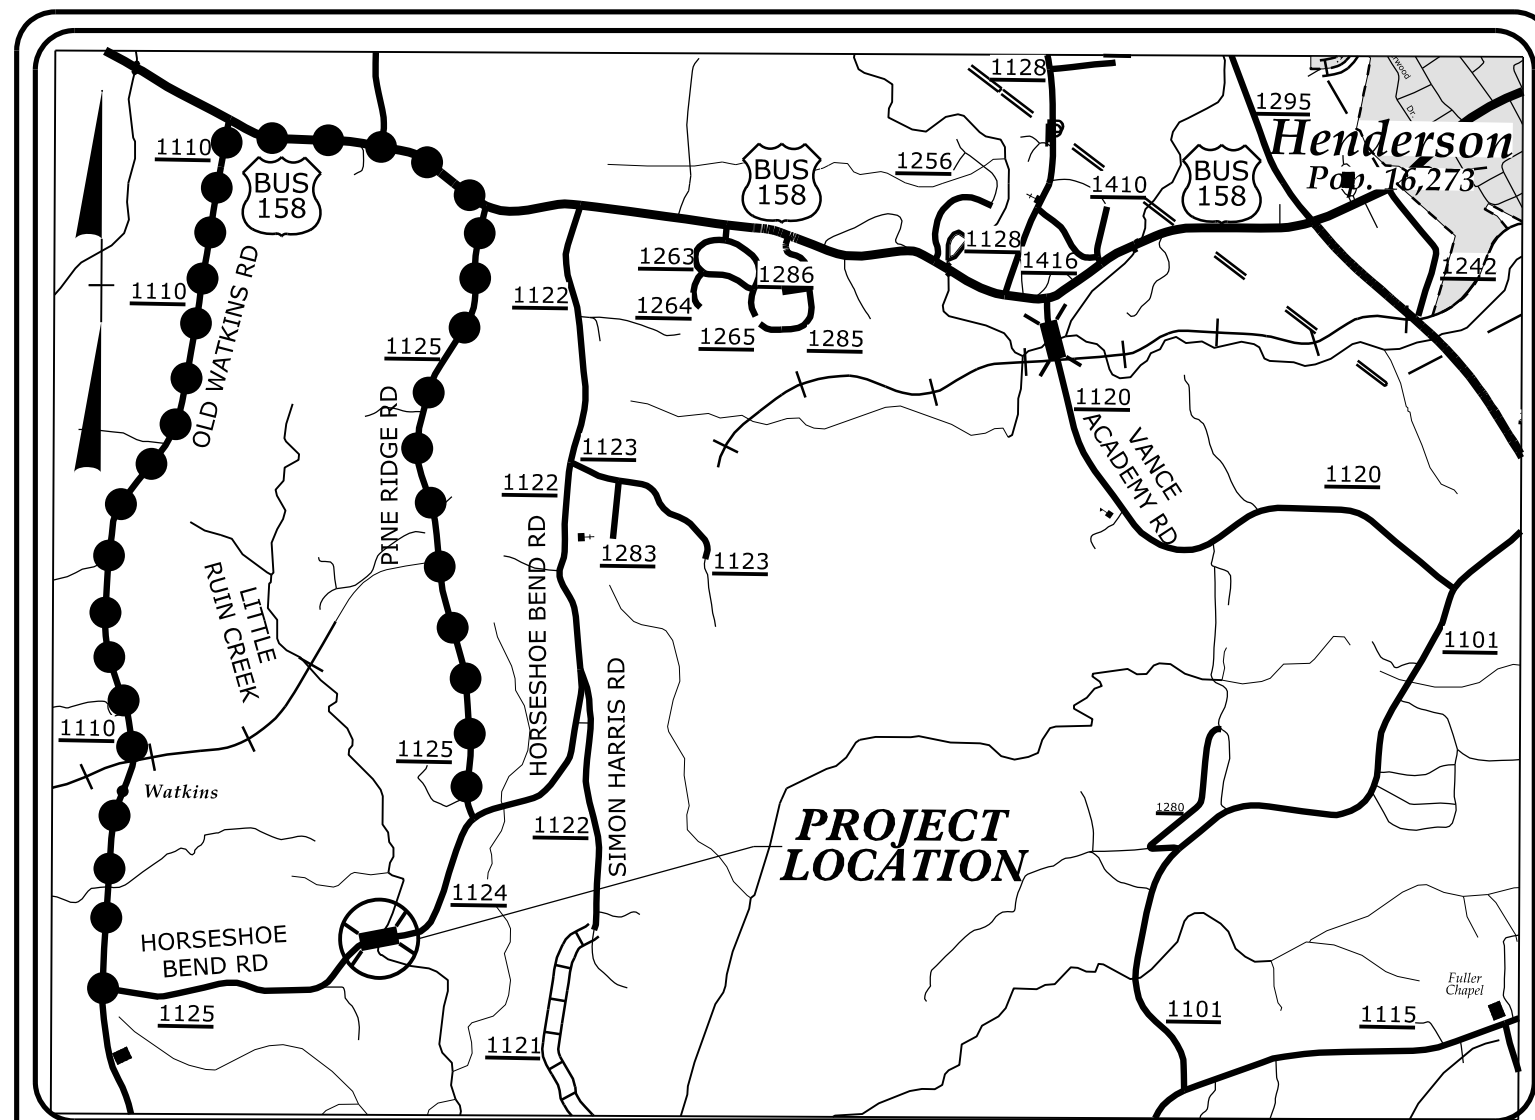 1128
1295
rwood
Dr.
Henderson
Pop. 16,273
1110
BUS
158
BUS
158
1256
BUS
158
1410
1128
1416
1242
1263
1286
1264
1265
1285
1110
OLD WATKINS RD
1122
1125
PINE RIDGE RD
1123
1122
1120
VANCE
ACADEMY RD
1120
1283
1123
HORSESHOE BEND RD
LITTLE
RUIN CREEK
1101
SIMON HARRIS RD
1110
1125
Watkins
1280
PROJECT
LOCATION
1122
1124
HORSESHOE
BEND RD
1125
1121
Fuller
Chapel
1101
1115